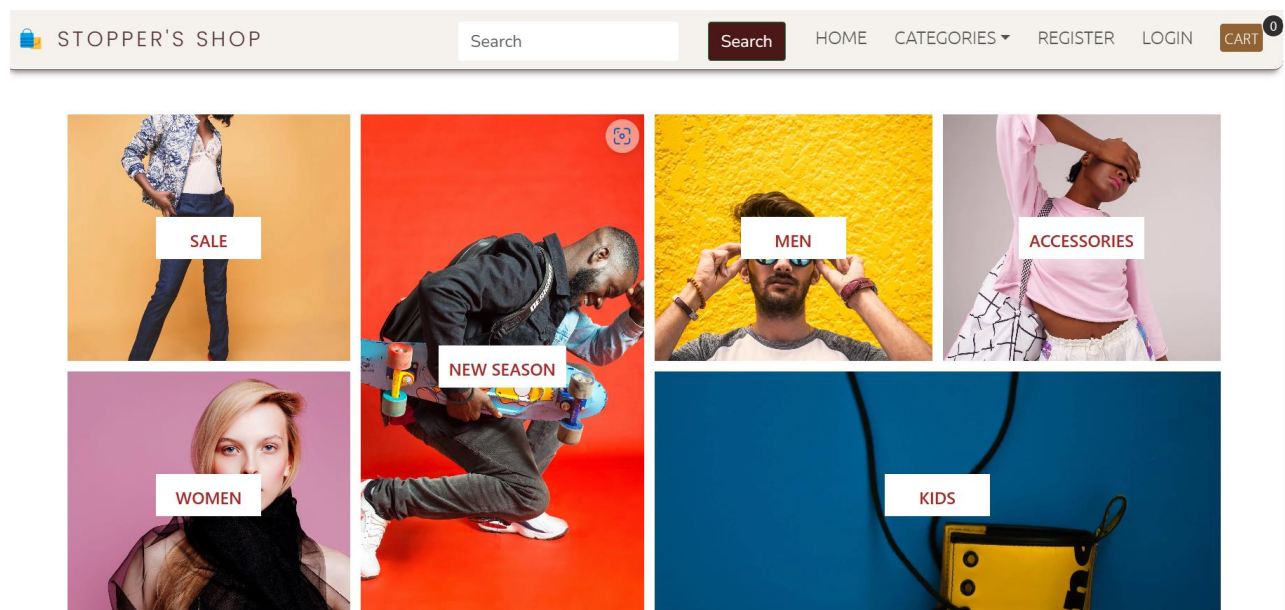 STOPPER'S SHOP
Search
Search
HOME
CATEGORIES
REGISTER
LOGIN
CART
0
SALE
NEW SEASON
MEN
ACCESSORIES
WOMEN
KIDS